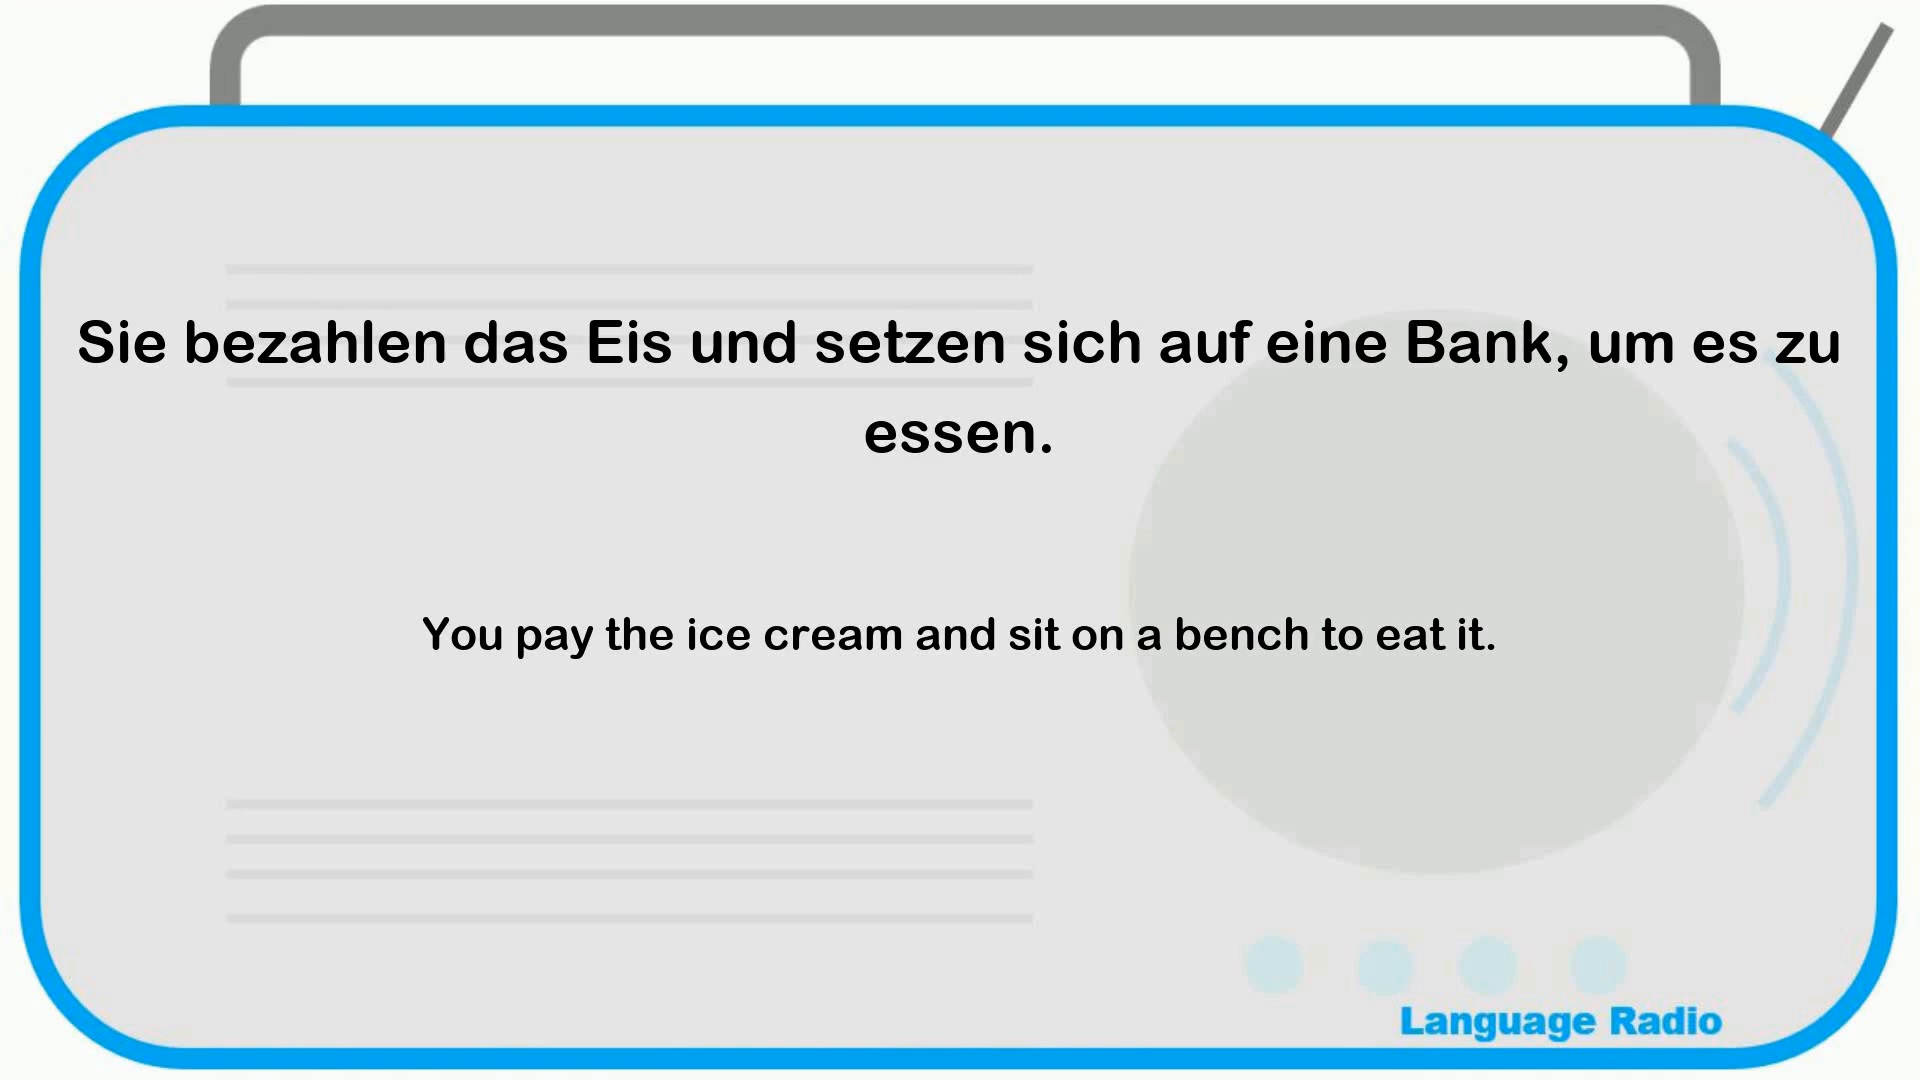 Sie bezahlen das Eis und setzen sich auf eine Bank, um es zu
essen.
You pay the ice cream and sit on a bench to eat it.
Language Radio